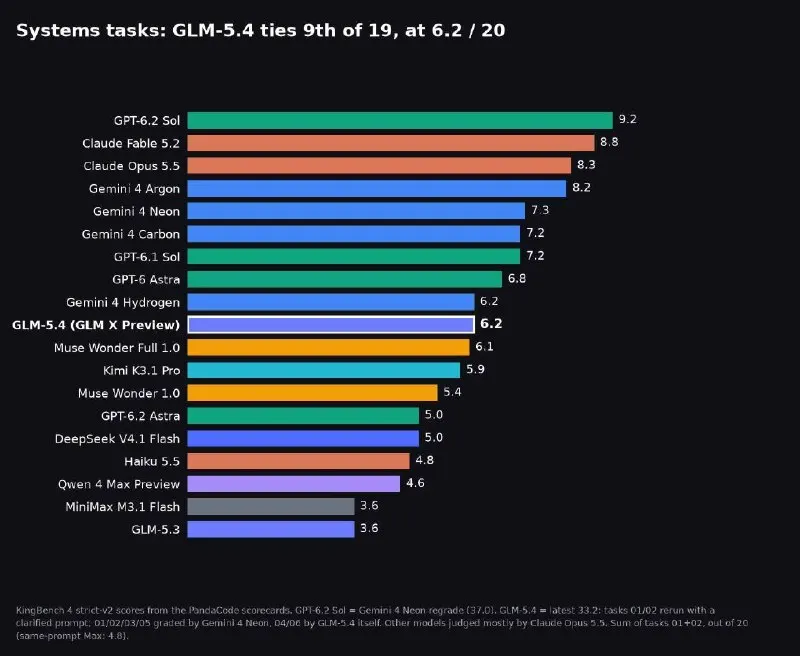 Systems tasks: GLM-5.4 ties 9th of 19, at 6.2 / 20
GPT-6.2 Sol 9.2
Claude Fable 5.2 8.8
Claude Opus 5.5 8.3
Gemini 4 Argon 8.2
Gemini 4 Neon 7.3
Gemini 4 Carbon 7.2
GPT-6.1 Sol 7.2
GPT-6 Astra 6.8
Gemini 4 Hydrogen 6.2
GLM-5.4 (GLM X Preview) 6.2
Muse Wonder Full 1.0 6.1
Kimi K3.1 Pro 5.9
Muse Wonder 1.0 5.4
GPT-6.2 Astra 5.0
DeepSeek V4.1 Flash 5.0
Haiku 5.5 4.8
Qwen 4 Max Preview 4.6
MiniMax M3.1 Flash 3.6
GLM-5.3 3.6
KingBench 4 strict-v2 scores from the PandaCode scorecards. GPT-6.2 Sol = Gemini 4 Neon regrade (37.0). GLM-5.4 = latest 33.2: tasks 01/02 rerun with a
clarified prompt; 01/02/03/05 graded by Gemini 4 Neon, 04/06 by GLM-5.4 itself. Other models judged mostly by Claude Opus 5.5. Sum of tasks 01+02, out of 20
(same-prompt Max: 4.8).